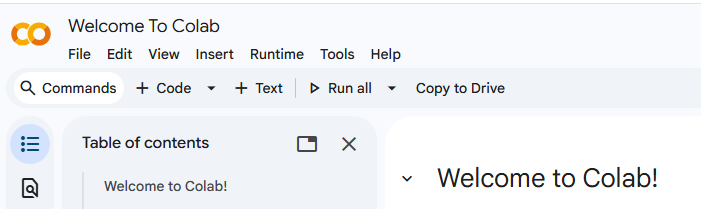 Welcome To Colab
File Edit View Insert Runtime Tools Help
Commands + Code + Text Run all Copy to Drive
Table of contents
Welcome to Colab!
Welcome to Colab!